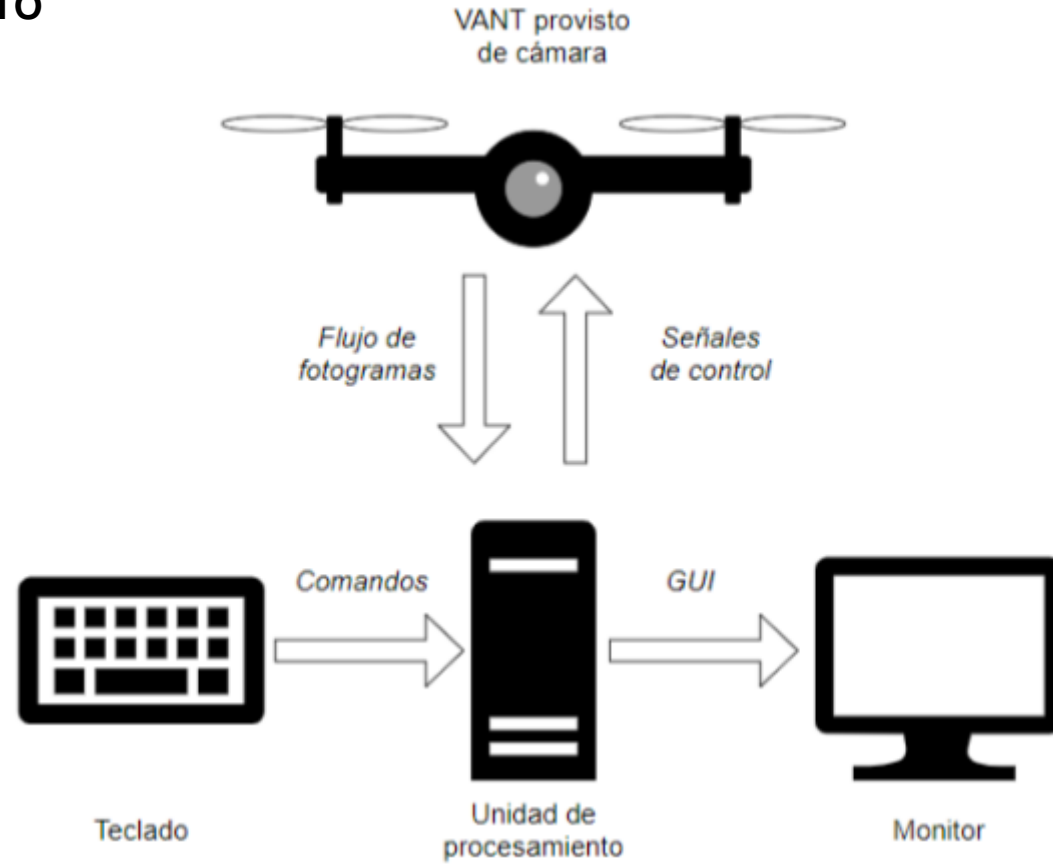 VANT provisto
de cámara
Flujo de
fotogramas
Señales
de control
Comandos
GUI
Teclado
Unidad de
procesamiento
Monitor